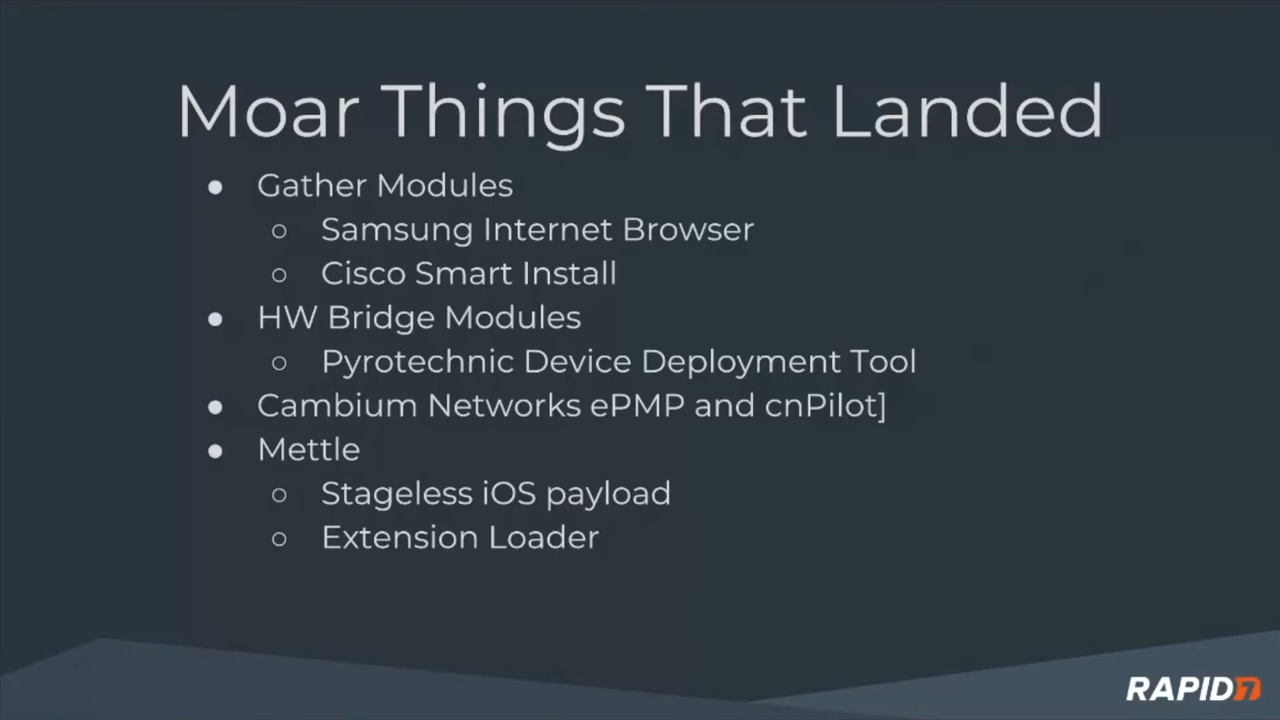 Moar Things That Landed
● Gather Modules
○ Samsung Internet Browser
○ Cisco Smart Install
● HW Bridge Modules
○ Pyrotechnic Device Deployment Tool
● Cambium Networks ePMP and cnPilot]
● Mettle
○ Stageless iOS payload
○ Extension Loader
RAPID7